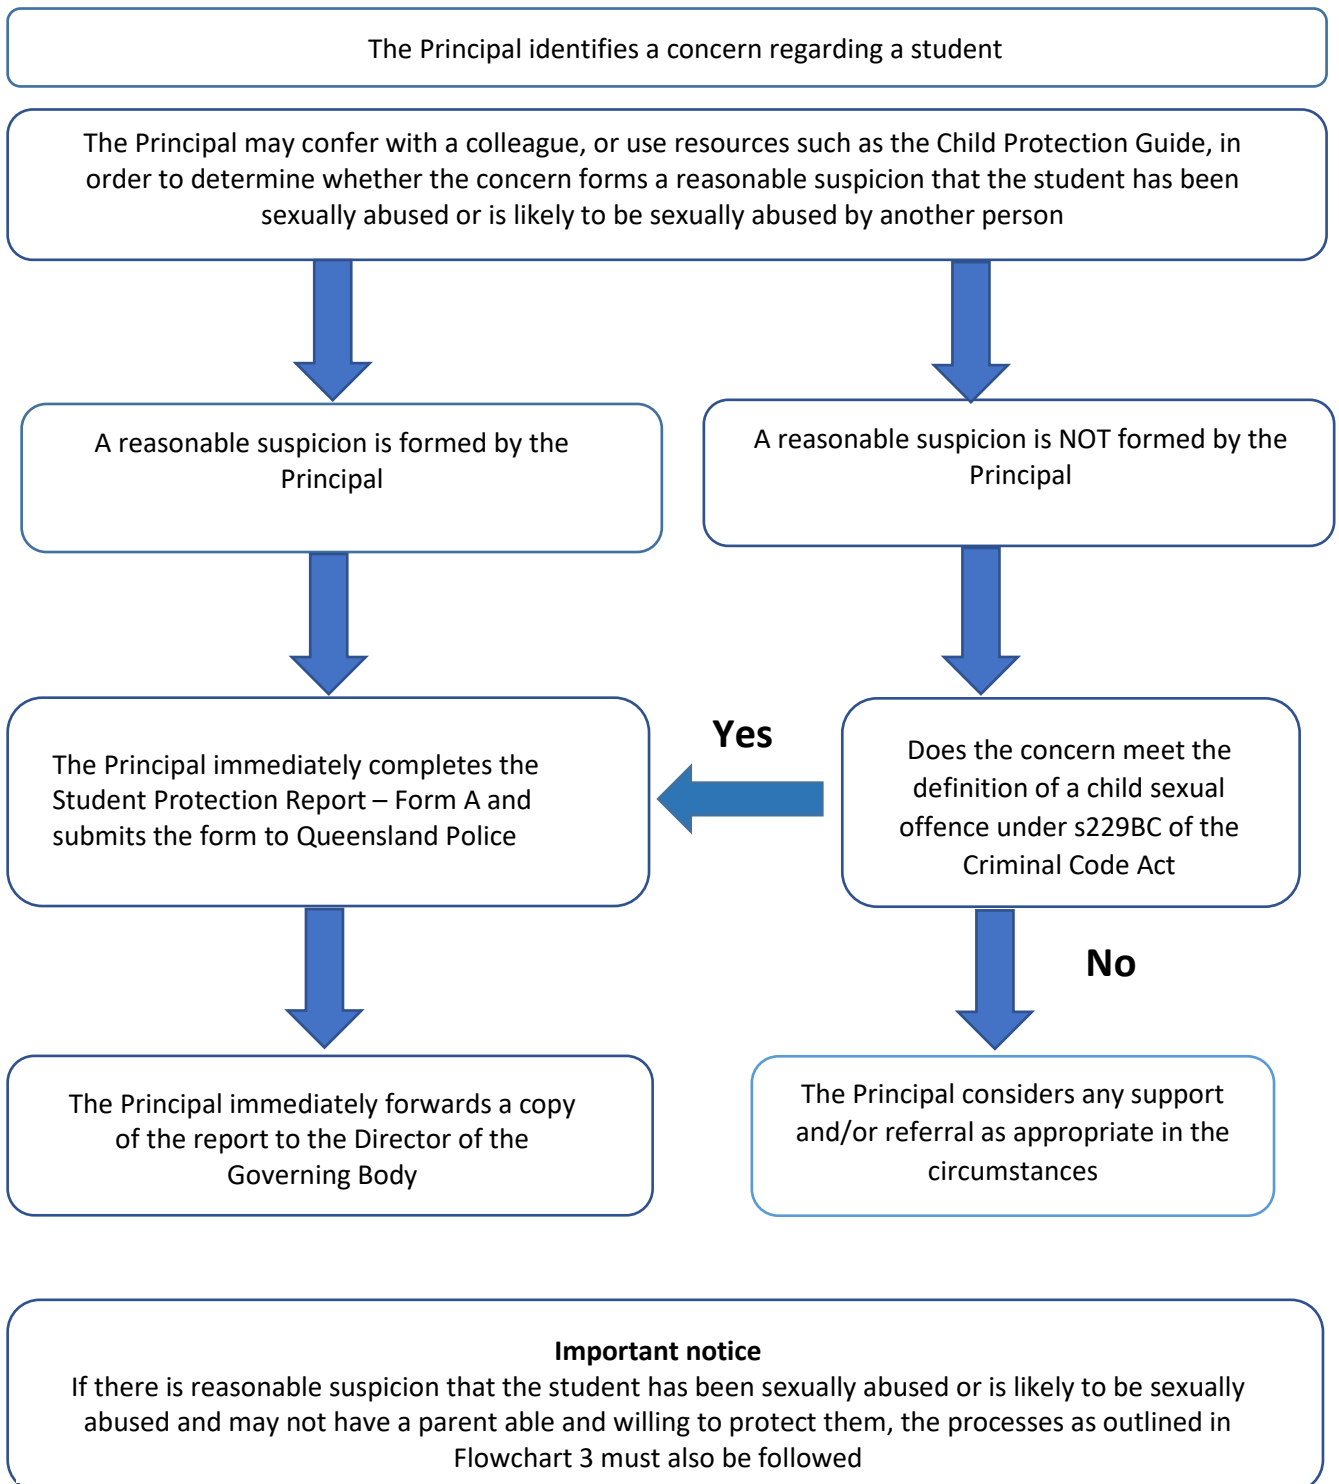 The Principal identifies a concern regarding a student
The Principal may confer with a colleague, or use resources such as the Child Protection Guide, in
order to determine whether the concern forms a reasonable suspicion that the student has been
sexually abused or is likely to be sexually abused by another person
A reasonable suspicion is formed by the
Principal
A reasonable suspicion is NOT formed by the
Principal
The Principal immediately completes the
Student Protection Report – Form A and
submits the form to Queensland Police
Yes
Does the concern meet the
definition of a child sexual
offence under s229BC of the
Criminal Code Act
No
The Principal immediately forwards a copy
of the report to the Director of the
Governing Body
The Principal considers any support
and/or referral as appropriate in the
circumstances
Important notice
If there is reasonable suspicion that the student has been sexually abused or is likely to be sexually
abused and may not have a parent able and willing to protect them, the processes as outlined in
Flowchart 3 must also be followed